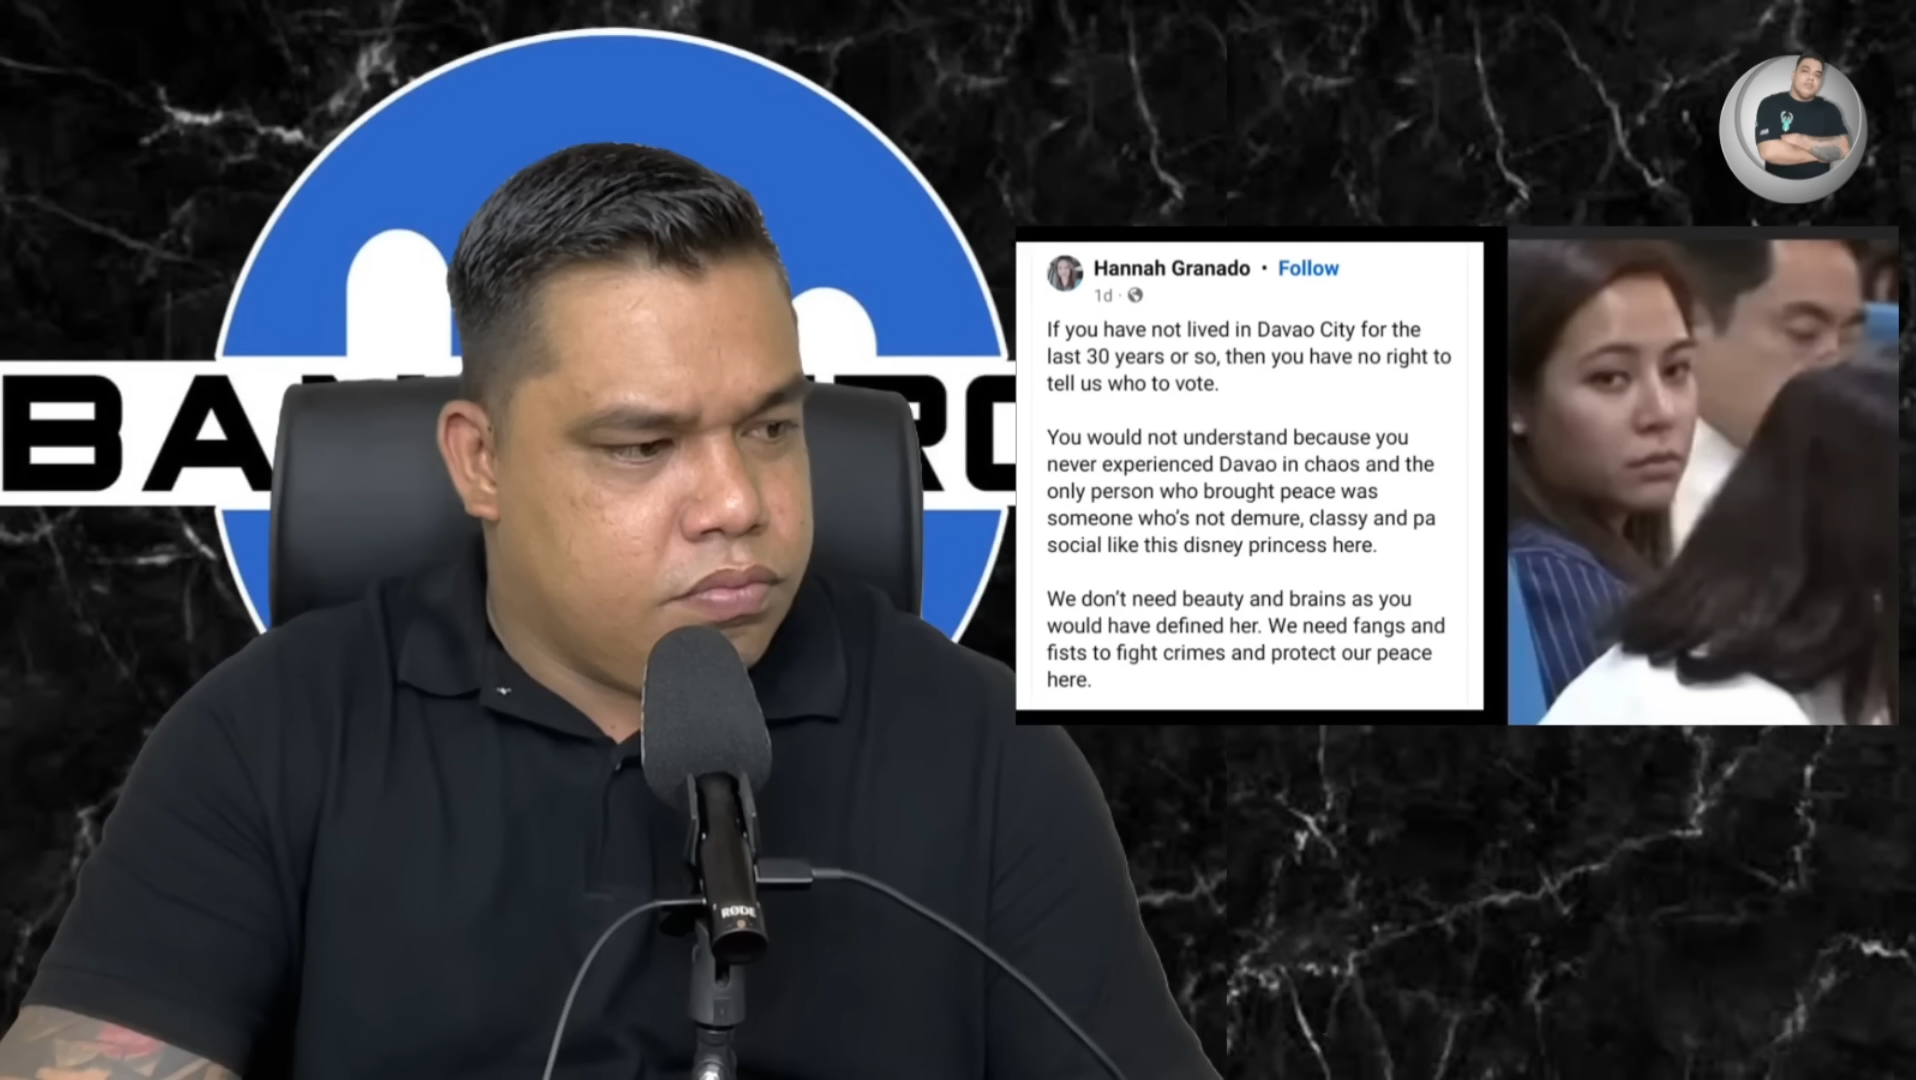 BA
RO
Hannah Granado · Follow
1d ·
If you have not lived in Davao City for the
last 30 years or so, then you have no right to
tell us who to vote.
You would not understand because you
never experienced Davao in chaos and the
only person who brought peace was
someone who's not demure, classy and pa
social like this disney princess here.
We don't need beauty and brains as you
would have defined her. We need fangs and
fists to fight crimes and protect our peace
here.
RØDE